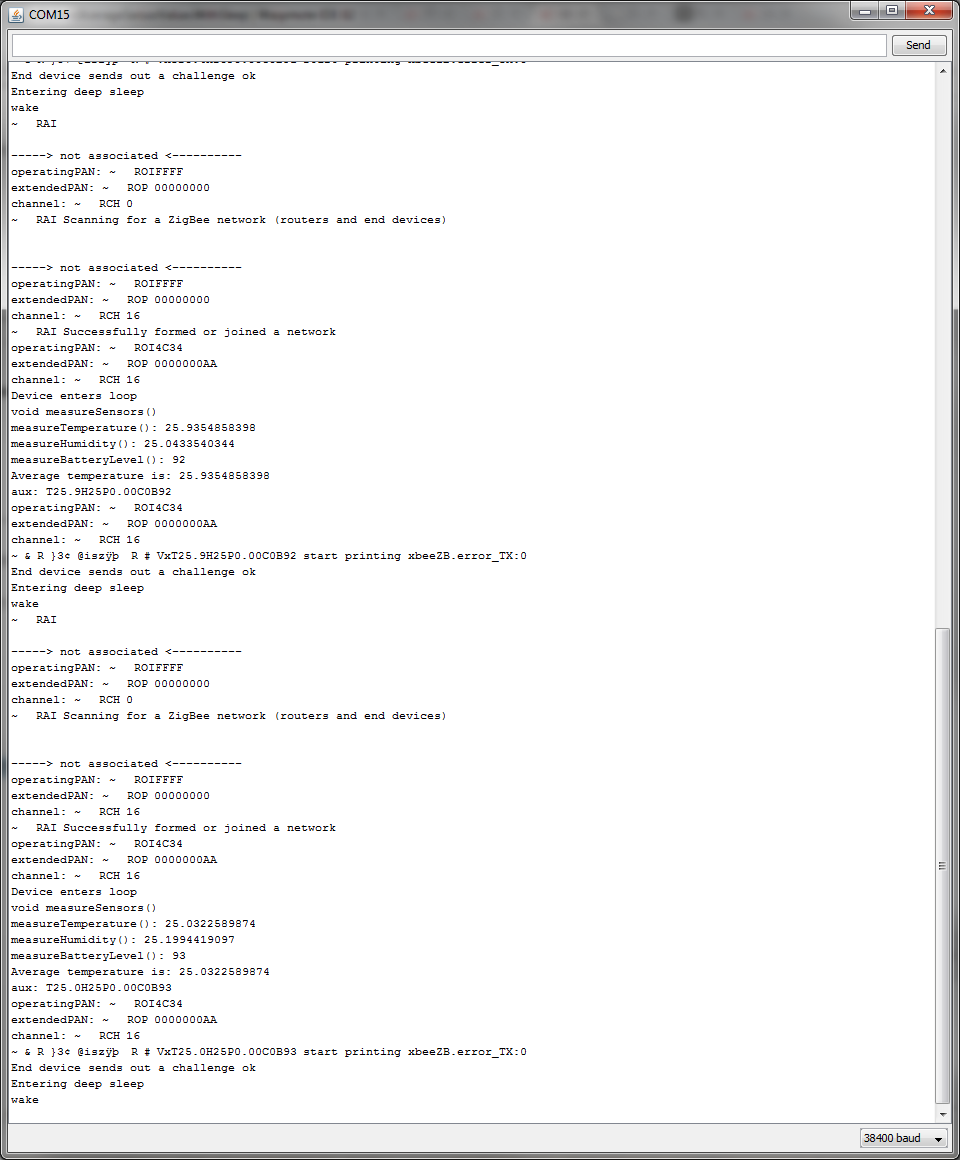 COM15
Send
End device sends out a challenge ok
Entering deep sleep
wake
~ RAI
-----> not associated <----------
operatingPAN: ~ ROIFFFF
extendedPAN: ~ ROP 00000000
channel: ~ RCH 0
~ RAI Scanning for a ZigBee network (routers and end devices)
-----> not associated <----------
operatingPAN: ~ ROIFFFF
extendedPAN: ~ ROP 00000000
channel: ~ RCH 16
~ RAI Successfully formed or joined a network
operatingPAN: ~ ROI4C34
extendedPAN: ~ ROP 0000000AA
channel: ~ RCH 16
Device enters loop
void measureSensors()
measureTemperature(): 25.9354858398
measureHumidity(): 25.0433540344
measureBatteryLevel(): 92
Average temperature is: 25.9354858398
aux: T25.9H25P0.00C0B92
operatingPAN: ~ ROI4C34
extendedPAN: ~ ROP 0000000AA
channel: ~ RCH 16
~ & R }3¢ @iszÿþ R # VxT25.9H25P0.00C0B92 start printing xbeeZB.error_TX:0
End device sends out a challenge ok
Entering deep sleep
wake
~ RAI
-----> not associated <----------
operatingPAN: ~ ROIFFFF
extendedPAN: ~ ROP 00000000
channel: ~ RCH 0
~ RAI Scanning for a ZigBee network (routers and end devices)
-----> not associated <----------
operatingPAN: ~ ROIFFFF
extendedPAN: ~ ROP 00000000
channel: ~ RCH 16
~ RAI Successfully formed or joined a network
operatingPAN: ~ ROI4C34
extendedPAN: ~ ROP 0000000AA
channel: ~ RCH 16
Device enters loop
void measureSensors()
measureTemperature(): 25.0322589874
measureHumidity(): 25.1994419097
measureBatteryLevel(): 93
Average temperature is: 25.0322589874
aux: T25.0H25P0.00C0B93
operatingPAN: ~ ROI4C34
extendedPAN: ~ ROP 0000000AA
channel: ~ RCH 16
~ & R }3¢ @iszÿþ R # VxT25.0H25P0.00C0B93 start printing xbeeZB.error_TX:0
End device sends out a challenge ok
Entering deep sleep
wake
38400 baud